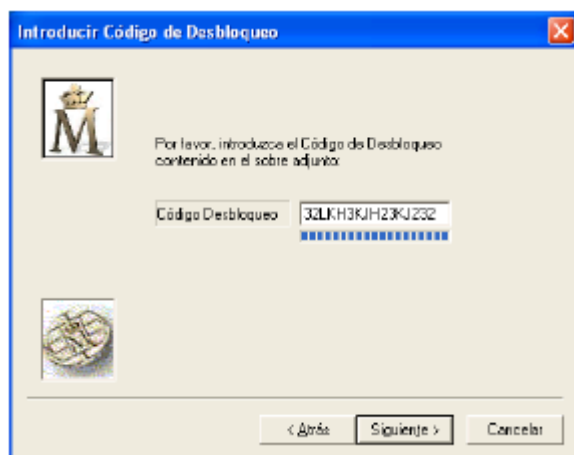 Introducir Código de Desbloqueo
M
Por favor, introduzca el Código de Desbloqueo
contenido en el sobre adjunto:
Código Desbloqueo 32LKH3KJH23KJ232
< Atrás Siguiente > Cancelar